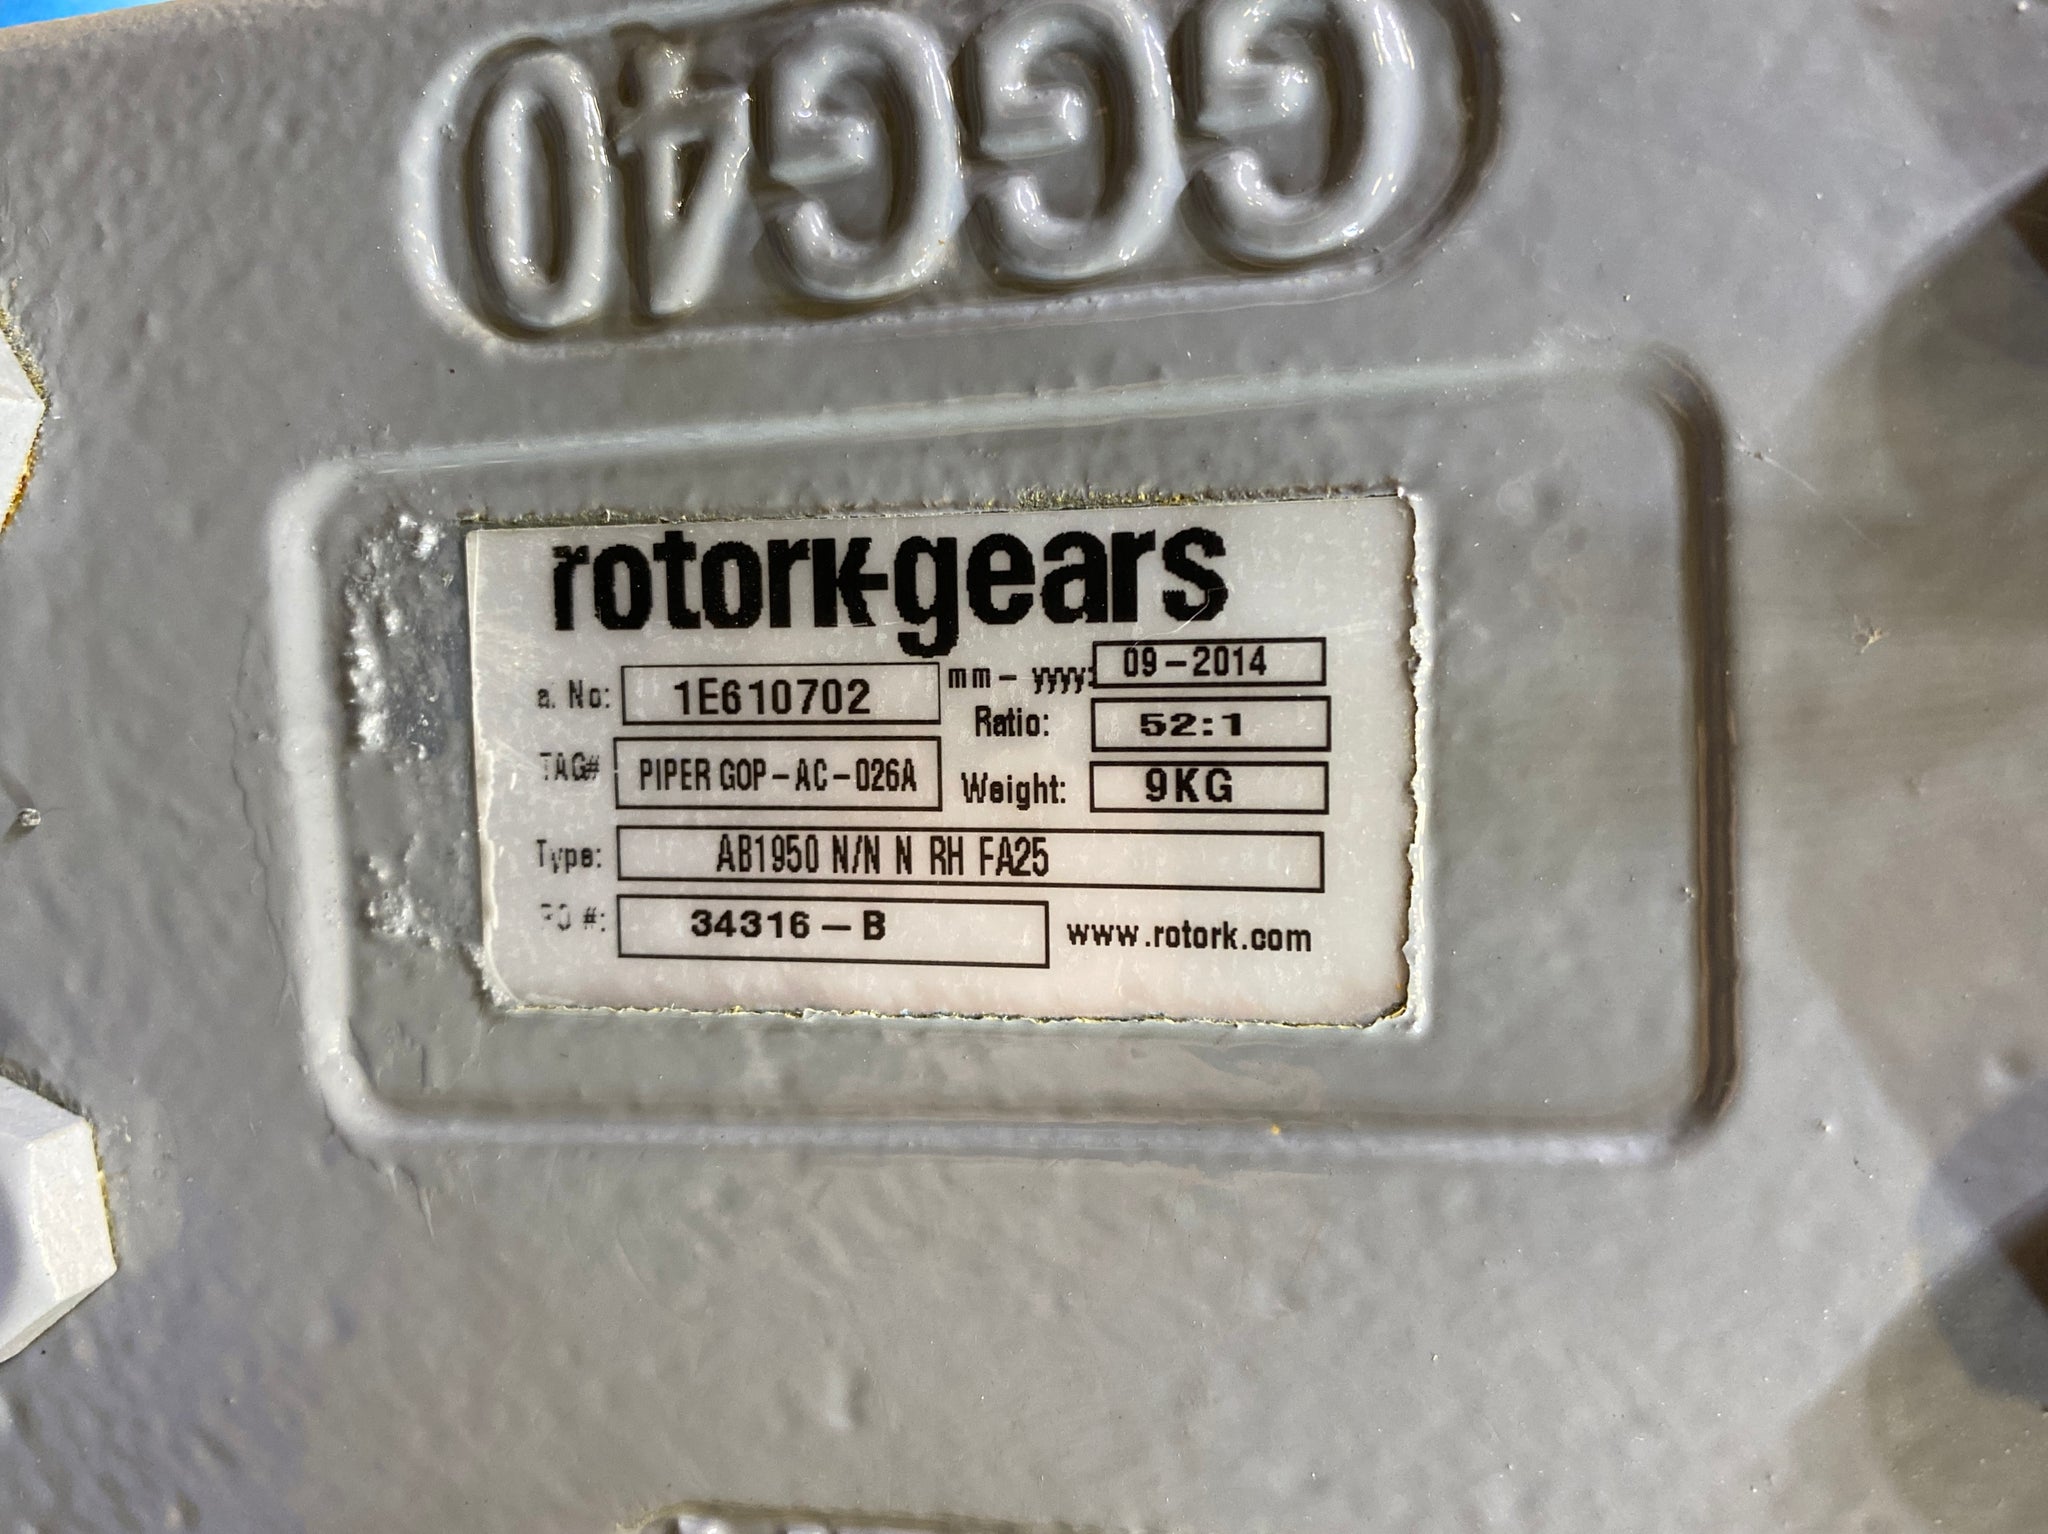 GGG40
rotork-gears
a. No: 1E610702 mm-yyyy: 09-2014
Ratio: 52:1
TAG# PIPER GOP-AC-026A Weight: 9KG
Type: AB1950 N/N N RH FA25
#: 34316-B www.rotork.com